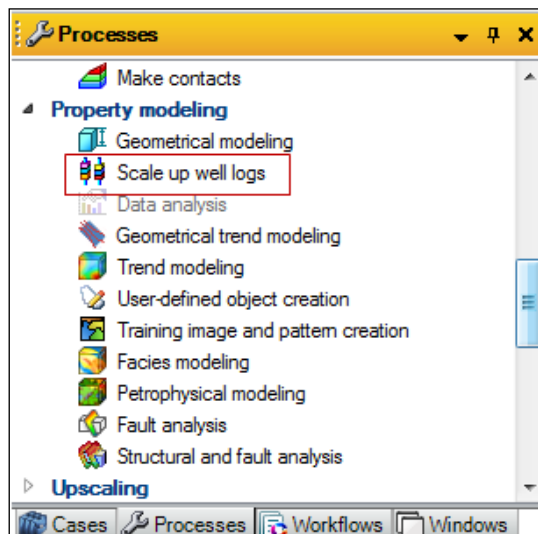 Processes
Make contacts
Property modeling
Geometrical modeling
Scale up well logs
Data analysis
Geometrical trend modeling
Trend modeling
User-defined object creation
Training image and pattern creation
Facies modeling
Petrophysical modeling
Fault analysis
Structural and fault analysis
Upscaling
Cases Processes Workflows Windows